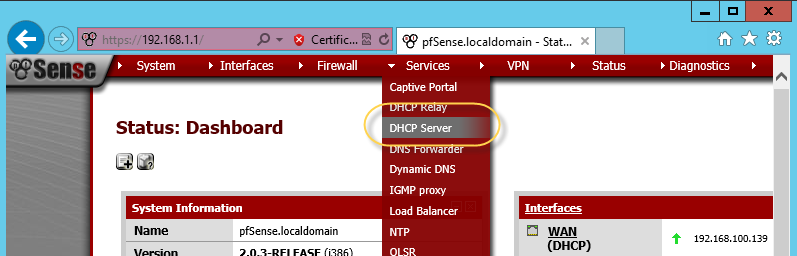 https://192.168.1.1/
Certific...
pfSense.localdomain - Stat...
Sense
System
Interfaces
Firewall
Services
VPN
Status
Diagnostics
Captive Portal
DHCP Relay
DHCP Server
DNS Forwarder
Dynamic DNS
IGMP proxy
Load Balancer
NTP
OLSR
Status: Dashboard
System Information
Name pfSense.localdomain
Version 2.0.3-RELEASE (i386)
Interfaces
WAN
(DHCP)
192.168.100.139